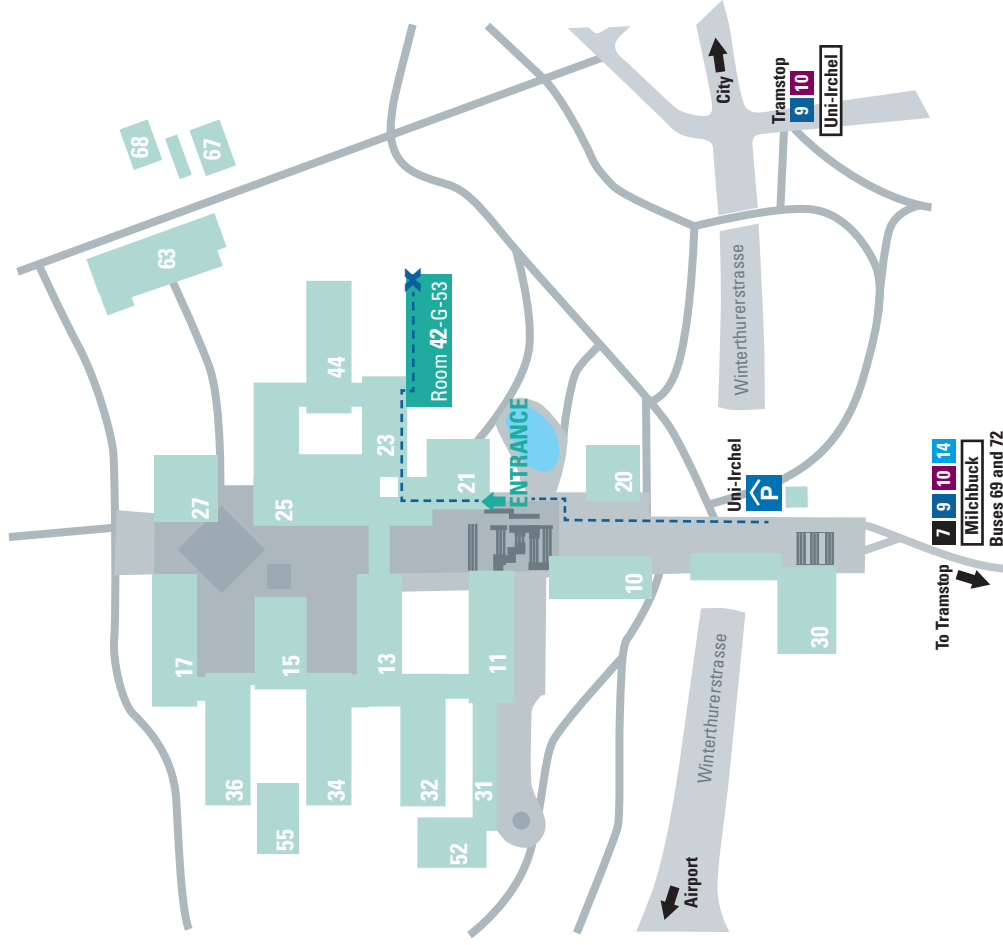 68
67
63
City
Tramstop
9 10
Uni-Irchel
44
Room 42-G-53
Winterthurerstrasse
27
25
23
21
ENTRANCE
20
Uni-Irchel
P
7 9 10 14
Milchbuck
Buses 69 and 72
To Tramstop
17
15
13
11
10
30
36
34
32
31
55
52
Winterthurerstrasse
Airport